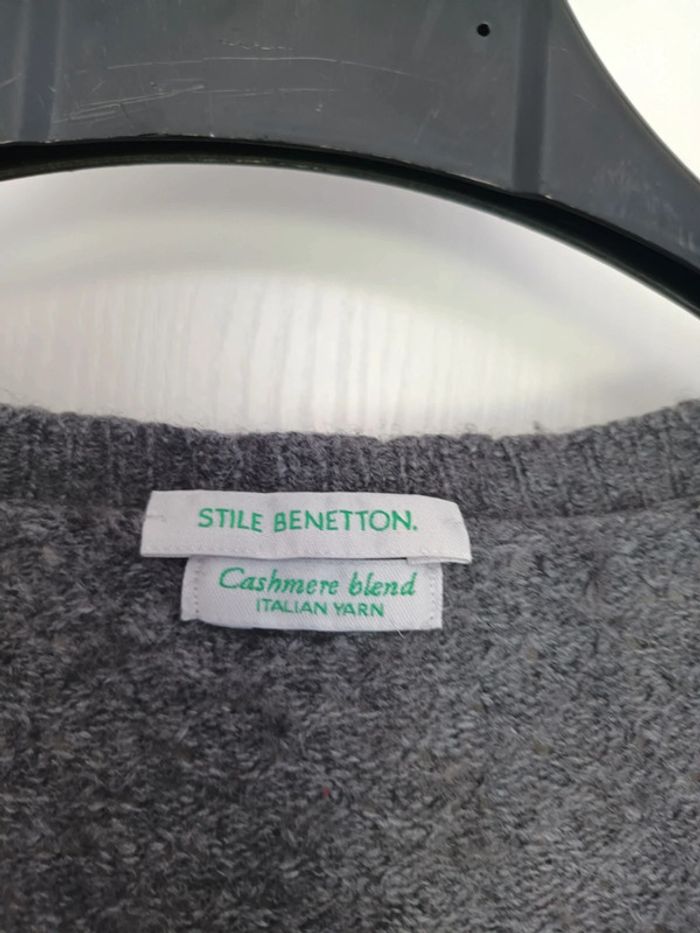 STILE BENETTON.
Cashmere blend
ITALIAN YARN